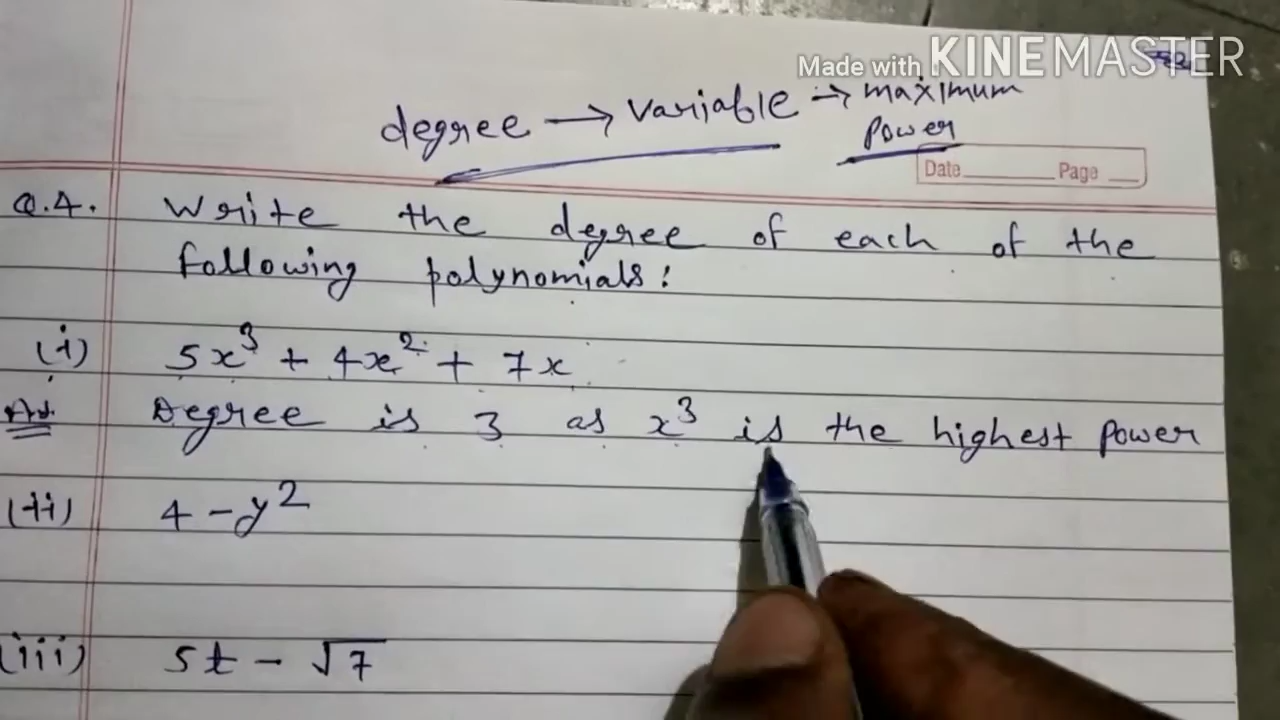 Made with KINEMASTER
degree → variable → maximum
power
Date Page
Q.4. Write the degree of each of the
following polynomials:
(i) 5x³ + 4x² + 7x
Degree is 3 as x³ is the highest power
(ii) 4 - y²
(iii) 5t - √7